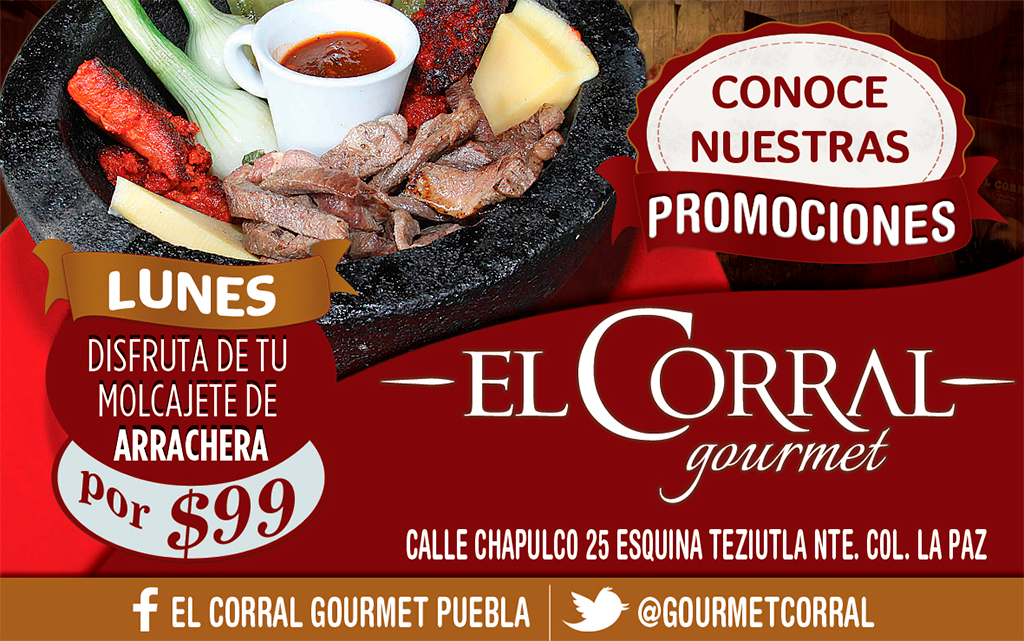 CONOCE
NUESTRAS
PROMOCIONES
LUNES
DISFRUTA DE TU
MOLCAJETE DE
ARRACHERA
por $99
EL CORRAL
gourmet
CALLE CHAPULCO 25 ESQUINA TEZIUTLA NTE. COL. LA PAZ
f EL CORRAL GOURMET PUEBLA
@GOURMETCORRAL